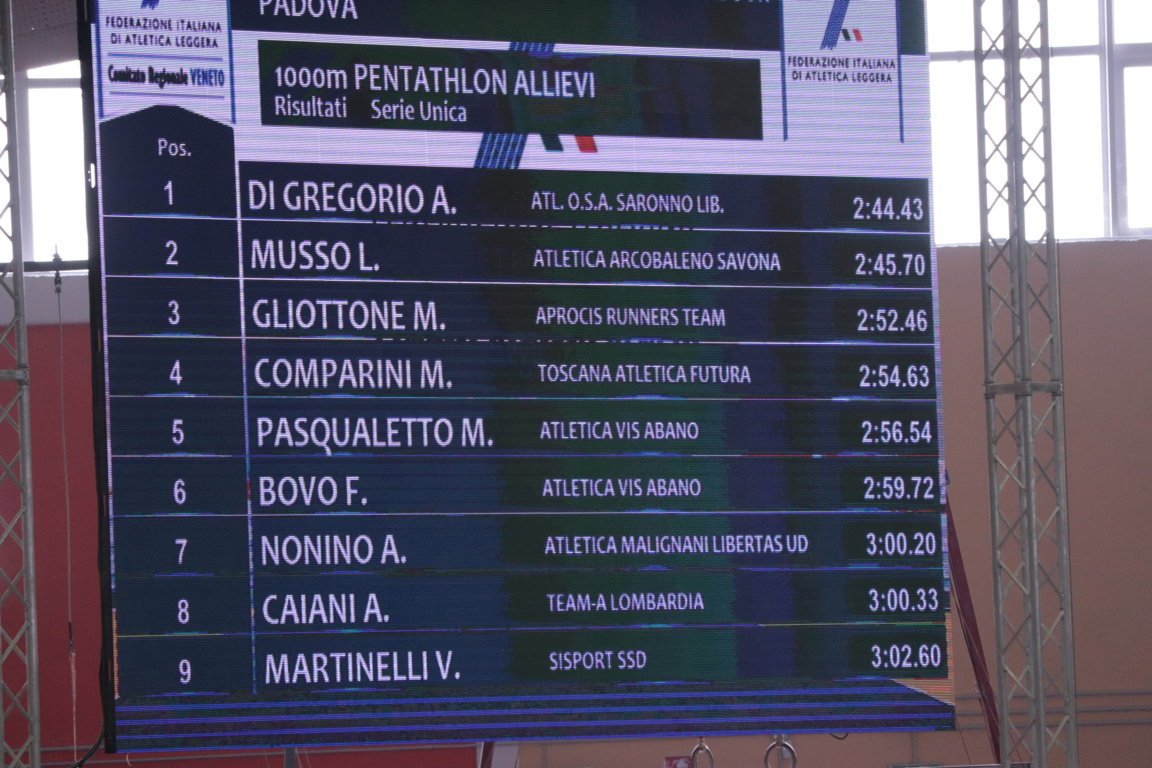 PADOVA
FEDERAZIONE ITALIANA
DI ATLETICA LEGGERA
Comitato Regionale VENETO
FEDERAZIONE ITALIANA
DI ATLETICA LEGGERA
1000m PENTATHLON ALLIEVI
Risultati Serie Unica
Pos.
1 DI GREGORIO A. ATL. O.S.A. SARONNO LIB. 2:44.43
2 MUSSO L. ATLETICA ARCOBALENO SAVONA 2:45.70
3 GLIOTTONE M. APROCIS RUNNERS TEAM 2:52.46
4 COMPARINI M. TOSCANA ATLETICA FUTURA 2:54.63
5 PASQUALETTO M. ATLETICA VIS ABANO 2:56.54
6 BOVO F. ATLETICA VIS ABANO 2:59.72
7 NONINO A. ATLETICA MALIGNANI LIBERTAS UD 3:00.20
8 CAIANI A. TEAM-A LOMBARDIA 3:00.33
9 MARTINELLI V. SISPORT SSD 3:02.60